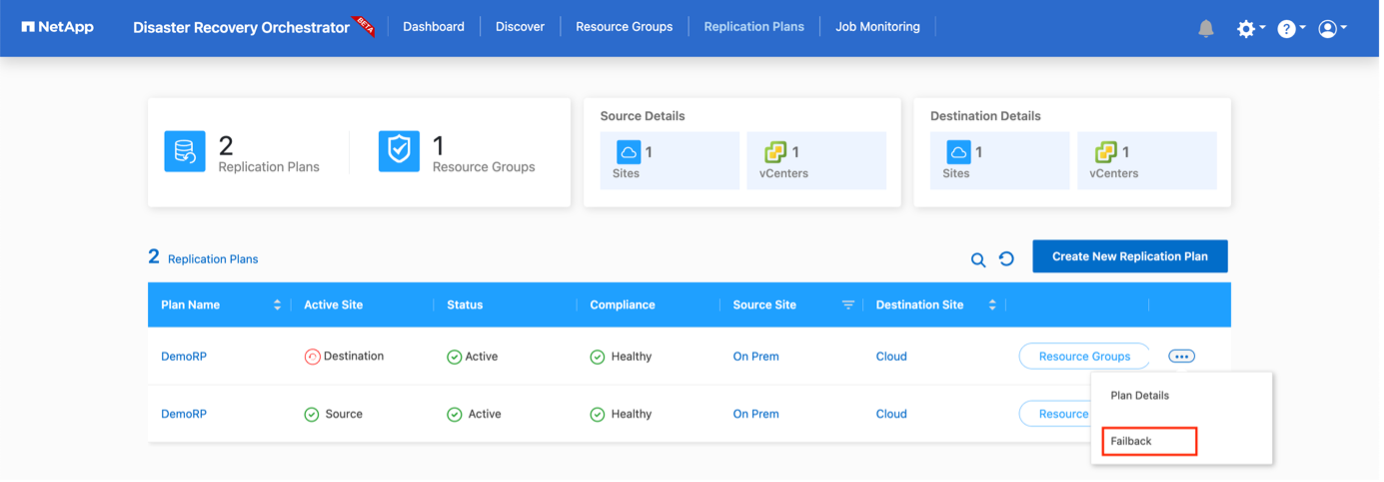 NetApp Disaster Recovery Orchestrator BETA Dashboard Discover Resource Groups Replication Plans Job Monitoring ?
2 Replication Plans
1 Resource Groups
Source Details
1 Sites
1 vCenters
Destination Details
1 Sites
1 vCenters
2 Replication Plans
Create New Replication Plan
Plan Name Active Site Status Compliance Source Site Destination Site
DemoRP Destination Active Healthy On Prem Cloud Resource Groups
DemoRP Source Active Healthy On Prem Cloud Resource
Plan Details
Failback